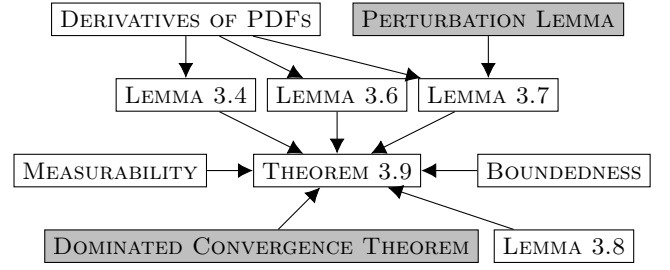 DERIVATIVES OF PDFS PERTURBATION LEMMA
LEMMA 3.4 LEMMA 3.6 LEMMA 3.7
MEASURABILITY THEOREM 3.9 BOUNDEDNESS
DOMINATED CONVERGENCE THEOREM LEMMA 3.8